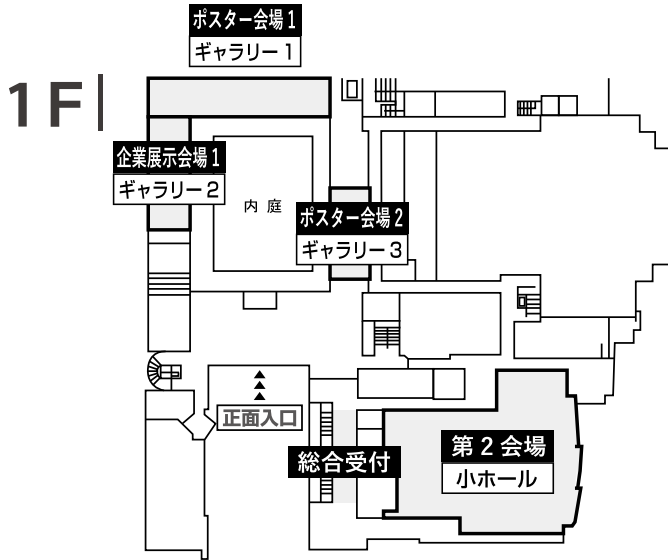 ポスター会場 1
ギャラリー 1
1F
企業展示会場 1
ギャラリー 2
内 庭
ポスター会場 2
ギャラリー 3
正面入口
総合受付
第 2 会場
小ホール